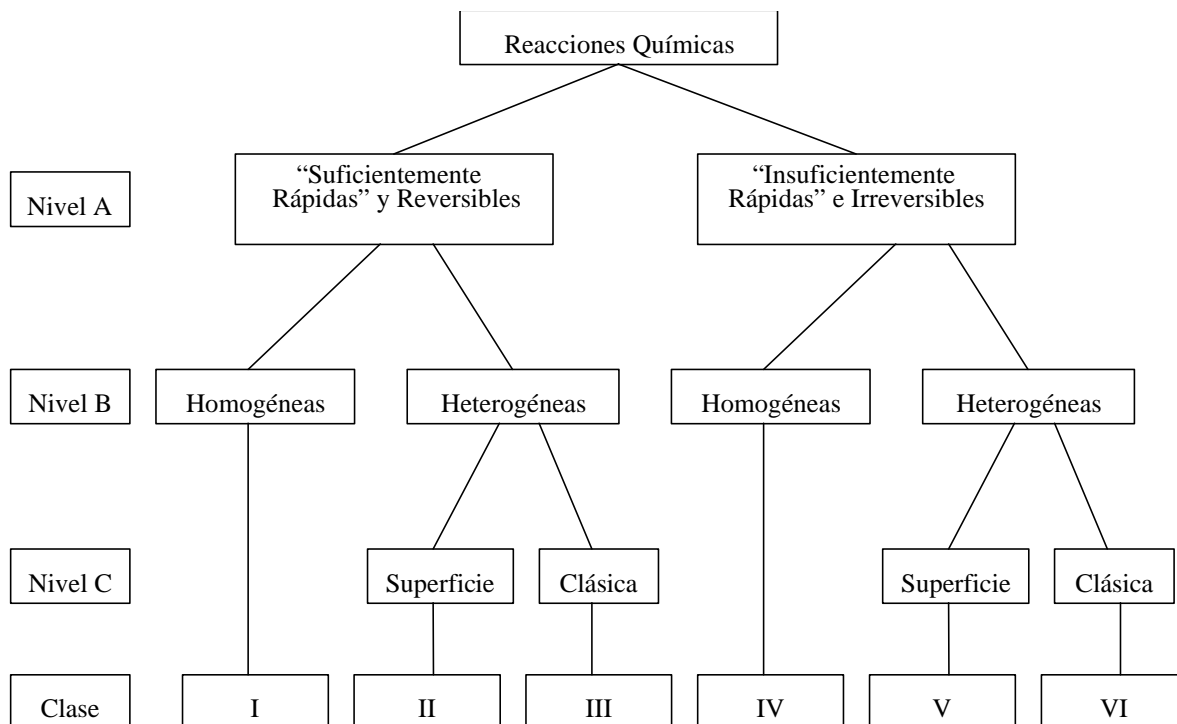 Reacciones Químicas
“Suficientemente
Rápidas” y Reversibles
“Insuficientemente
Rápidas” e Irreversibles
Nivel A
Nivel B
Homogéneas
Heterogéneas
Homogéneas
Heterogéneas
Nivel C
Superficie
Clásica
Superficie
Clásica
Clase
I
II
III
IV
V
VI